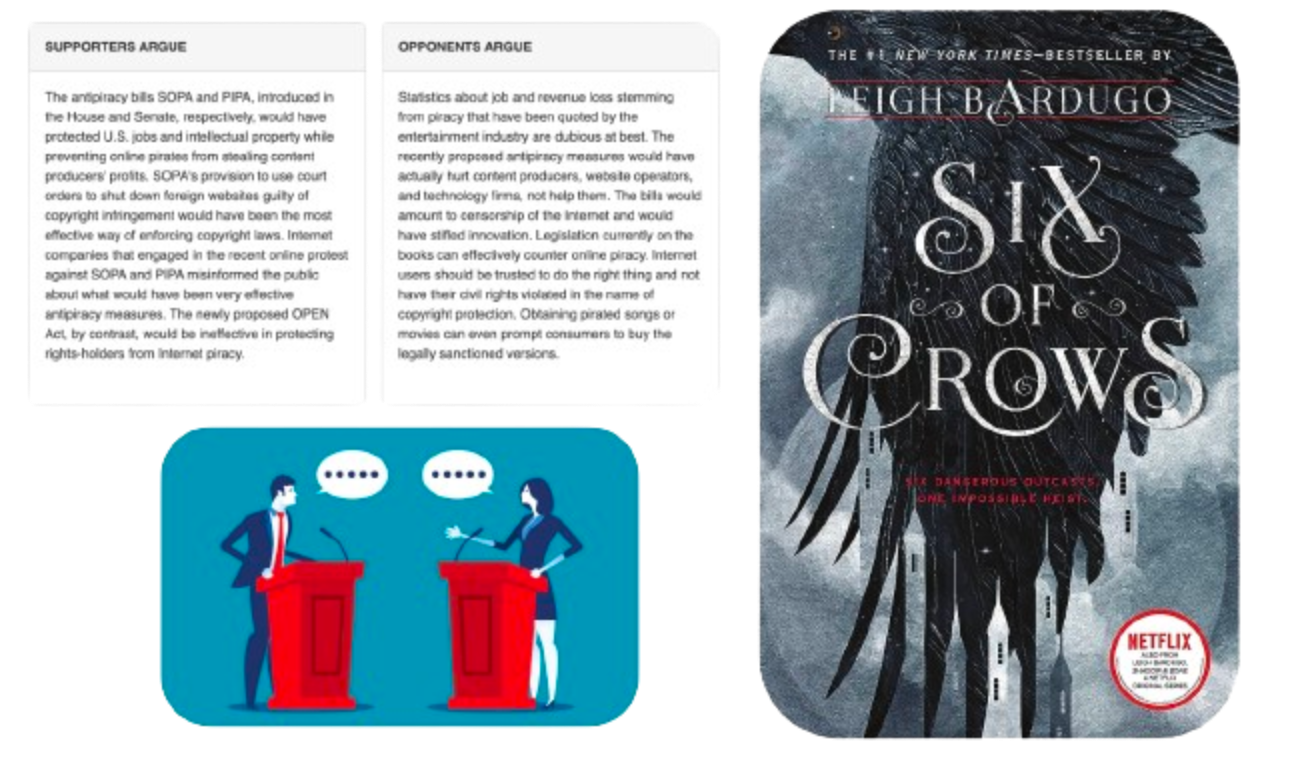 SUPPORTERS ARGUE
The antipiracy bills SOPA and PIPA, introduced in
the House and Senate, respectively, would have
protected U.S. jobs and intellectual property while
preventing online pirates from stealing content
producers' profits. SOPA's provision to use court
orders to shut down foreign websites guilty of
copyright infringement would have been the most
effective way of enforcing copyright laws. Internet
companies that engaged in the recent online protest
against SOPA and PIPA misinformed the public
about what would have been very effective
antipiracy measures. The newly proposed OPEN
Act, by contrast, would be ineffective in protecting
rights-holders from Internet piracy.
OPPONENTS ARGUE
Statistics about job and revenue loss stemming
from piracy that have been quoted by the
entertainment industry are dubious at best. The
recently proposed antipiracy measures would have
actually hurt content producers, website operators,
and technology firms, not help them. The bills would
amount to censorship of the Internet and would
have stifled innovation. Legislation currently on the
books can effectively counter online piracy. Internet
users should be trusted to do the right thing and not
have their civil rights violated in the name of
copyright protection. Obtaining pirated songs or
movies can even prompt consumers to buy the
legally sanctioned versions.
THE #1 NEW YORK TIMES—BESTSELLER BY
LEIGH BARDUGO
SIX
OF
CROWS
SIX DANGEROUS OUTCASTS.
ONE IMPOSSIBLE HEIST.
NETFLIX
ALSO FROM
LEIGH BARDUGO,
SHADOW & BONE
A NETFLIX
ORIGINAL SERIES